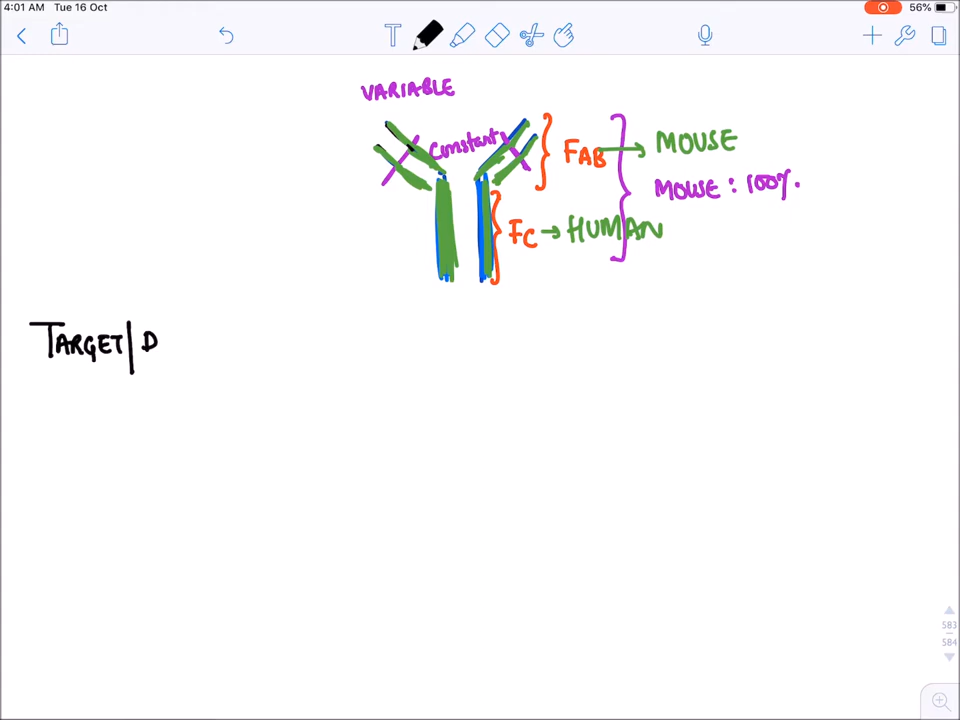 4:01 AM Tue 16 Oct
56%
T
VARIABLE
Constant
FAB → MOUSE
MOUSE : 100%.
FC → HUMAN
TARGET| D
583
584